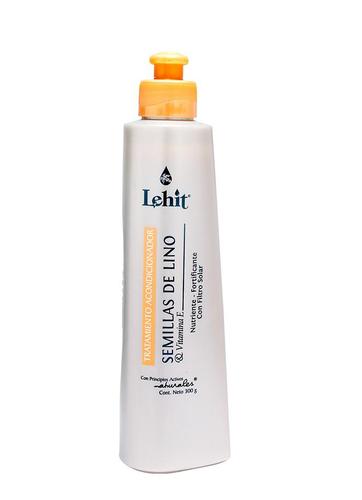 Lehit®
TRATAMIENTO ACONDICIONADOR
SEMILLAS DE LINO
& Vitamina E
Nutriente - Fortificante
Con Filtro Solar
Con Principios Activos
naturales®
Cont. Neto 300 g